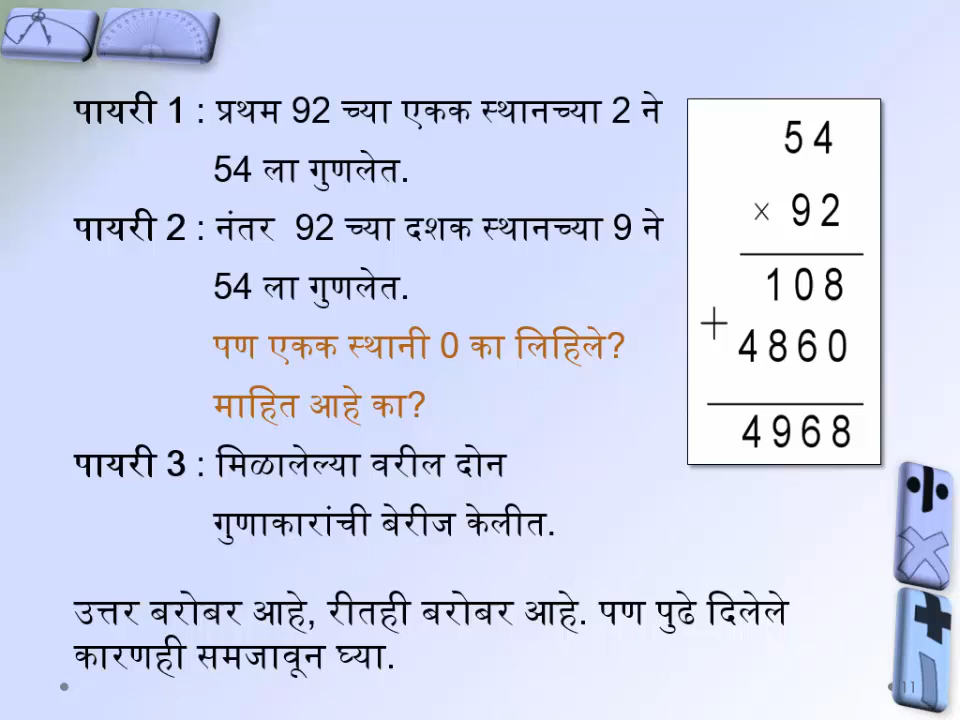 पायरी 1 : प्रथम 92 च्या एकक स्थानच्या 2 ने
54 ला गुणलेत.
पायरी 2 : नंतर 92 च्या दशक स्थानच्या 9 ने
54 ला गुणलेत.
पण एकक स्थानी 0 का लिहिले?
माहित आहे का?
पायरी 3 : मिळालेल्या वरील दोन
गुणाकारांची बेरीज केलीत.
उत्तर बरोबर आहे, रीतही बरोबर आहे. पण पुढे दिलेले
कारणही समजावून घ्या.
54
× 92
108
+
4860
4968
11